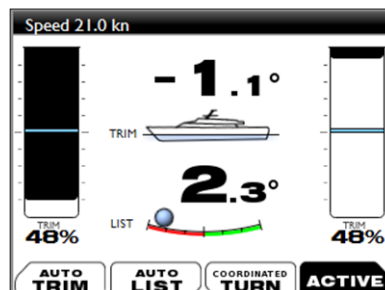 Speed 21.0 kn
- 1.1°
TRIM
2.3°
LIST
TRIM
48%
TRIM
48%
AUTO
TRIM
AUTO
LIST
COORDINATED
TURN
ACTIVE